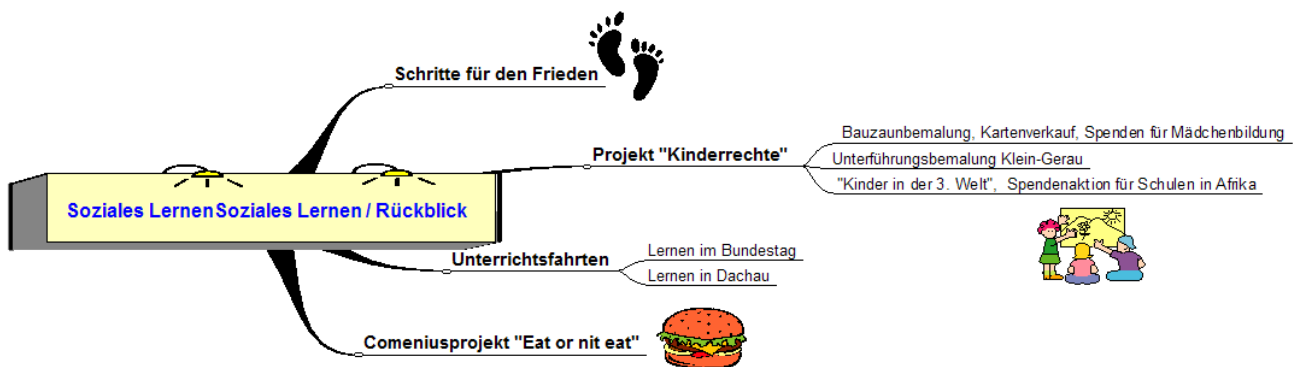 Schritte für den Frieden
Projekt "Kinderrechte"
Bauzaunbemalung, Kartenverkauf, Spenden für Mädchenbildung
Unterführungsbemalung Klein-Gerau
"Kinder in der 3. Welt", Spendenaktion für Schulen in Afrika
Soziales LernenSoziales Lernen / Rückblick
Unterrichtsfahrten
Lernen im Bundestag
Lernen in Dachau
Comeniusprojekt "Eat or nit eat"